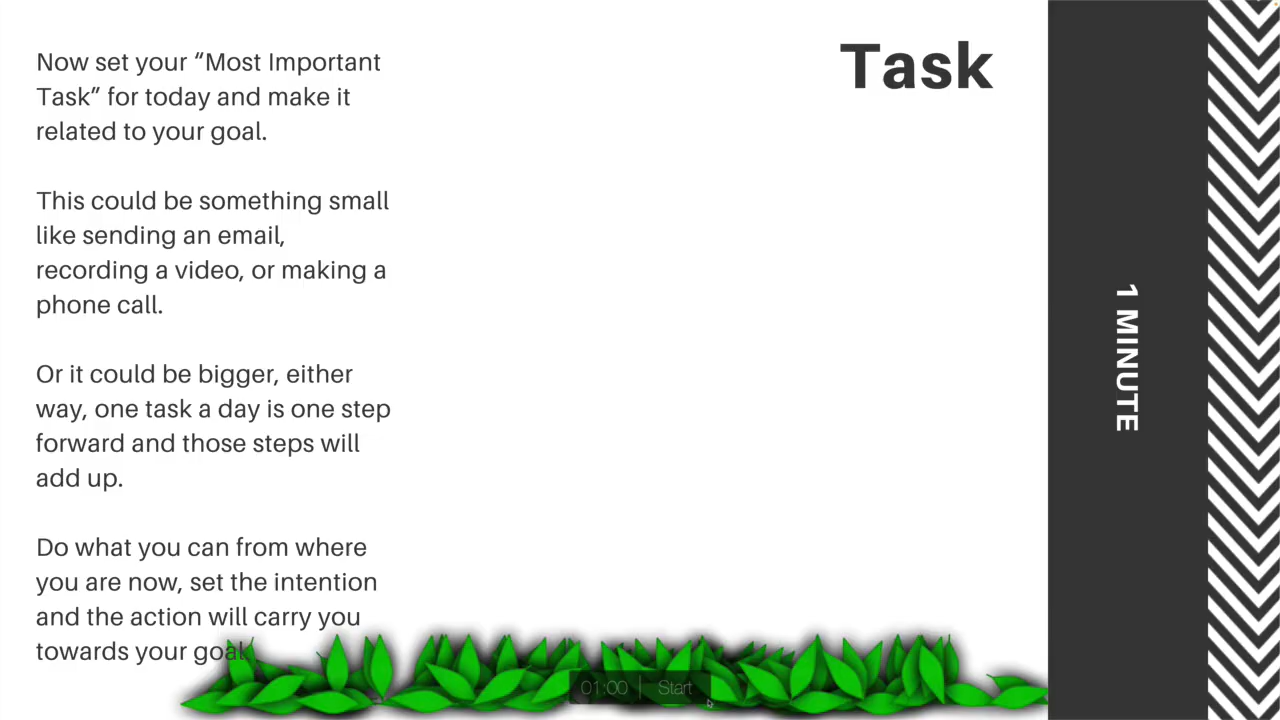 Task
Now set your “Most Important
Task” for today and make it
related to your goal.
This could be something small
like sending an email,
recording a video, or making a
phone call.
Or it could be bigger, either
way, one task a day is one step
forward and those steps will
add up.
Do what you can from where
you are now, set the intention
and the action will carry you
towards your goal.
1 MINUTE
01:00 | Start